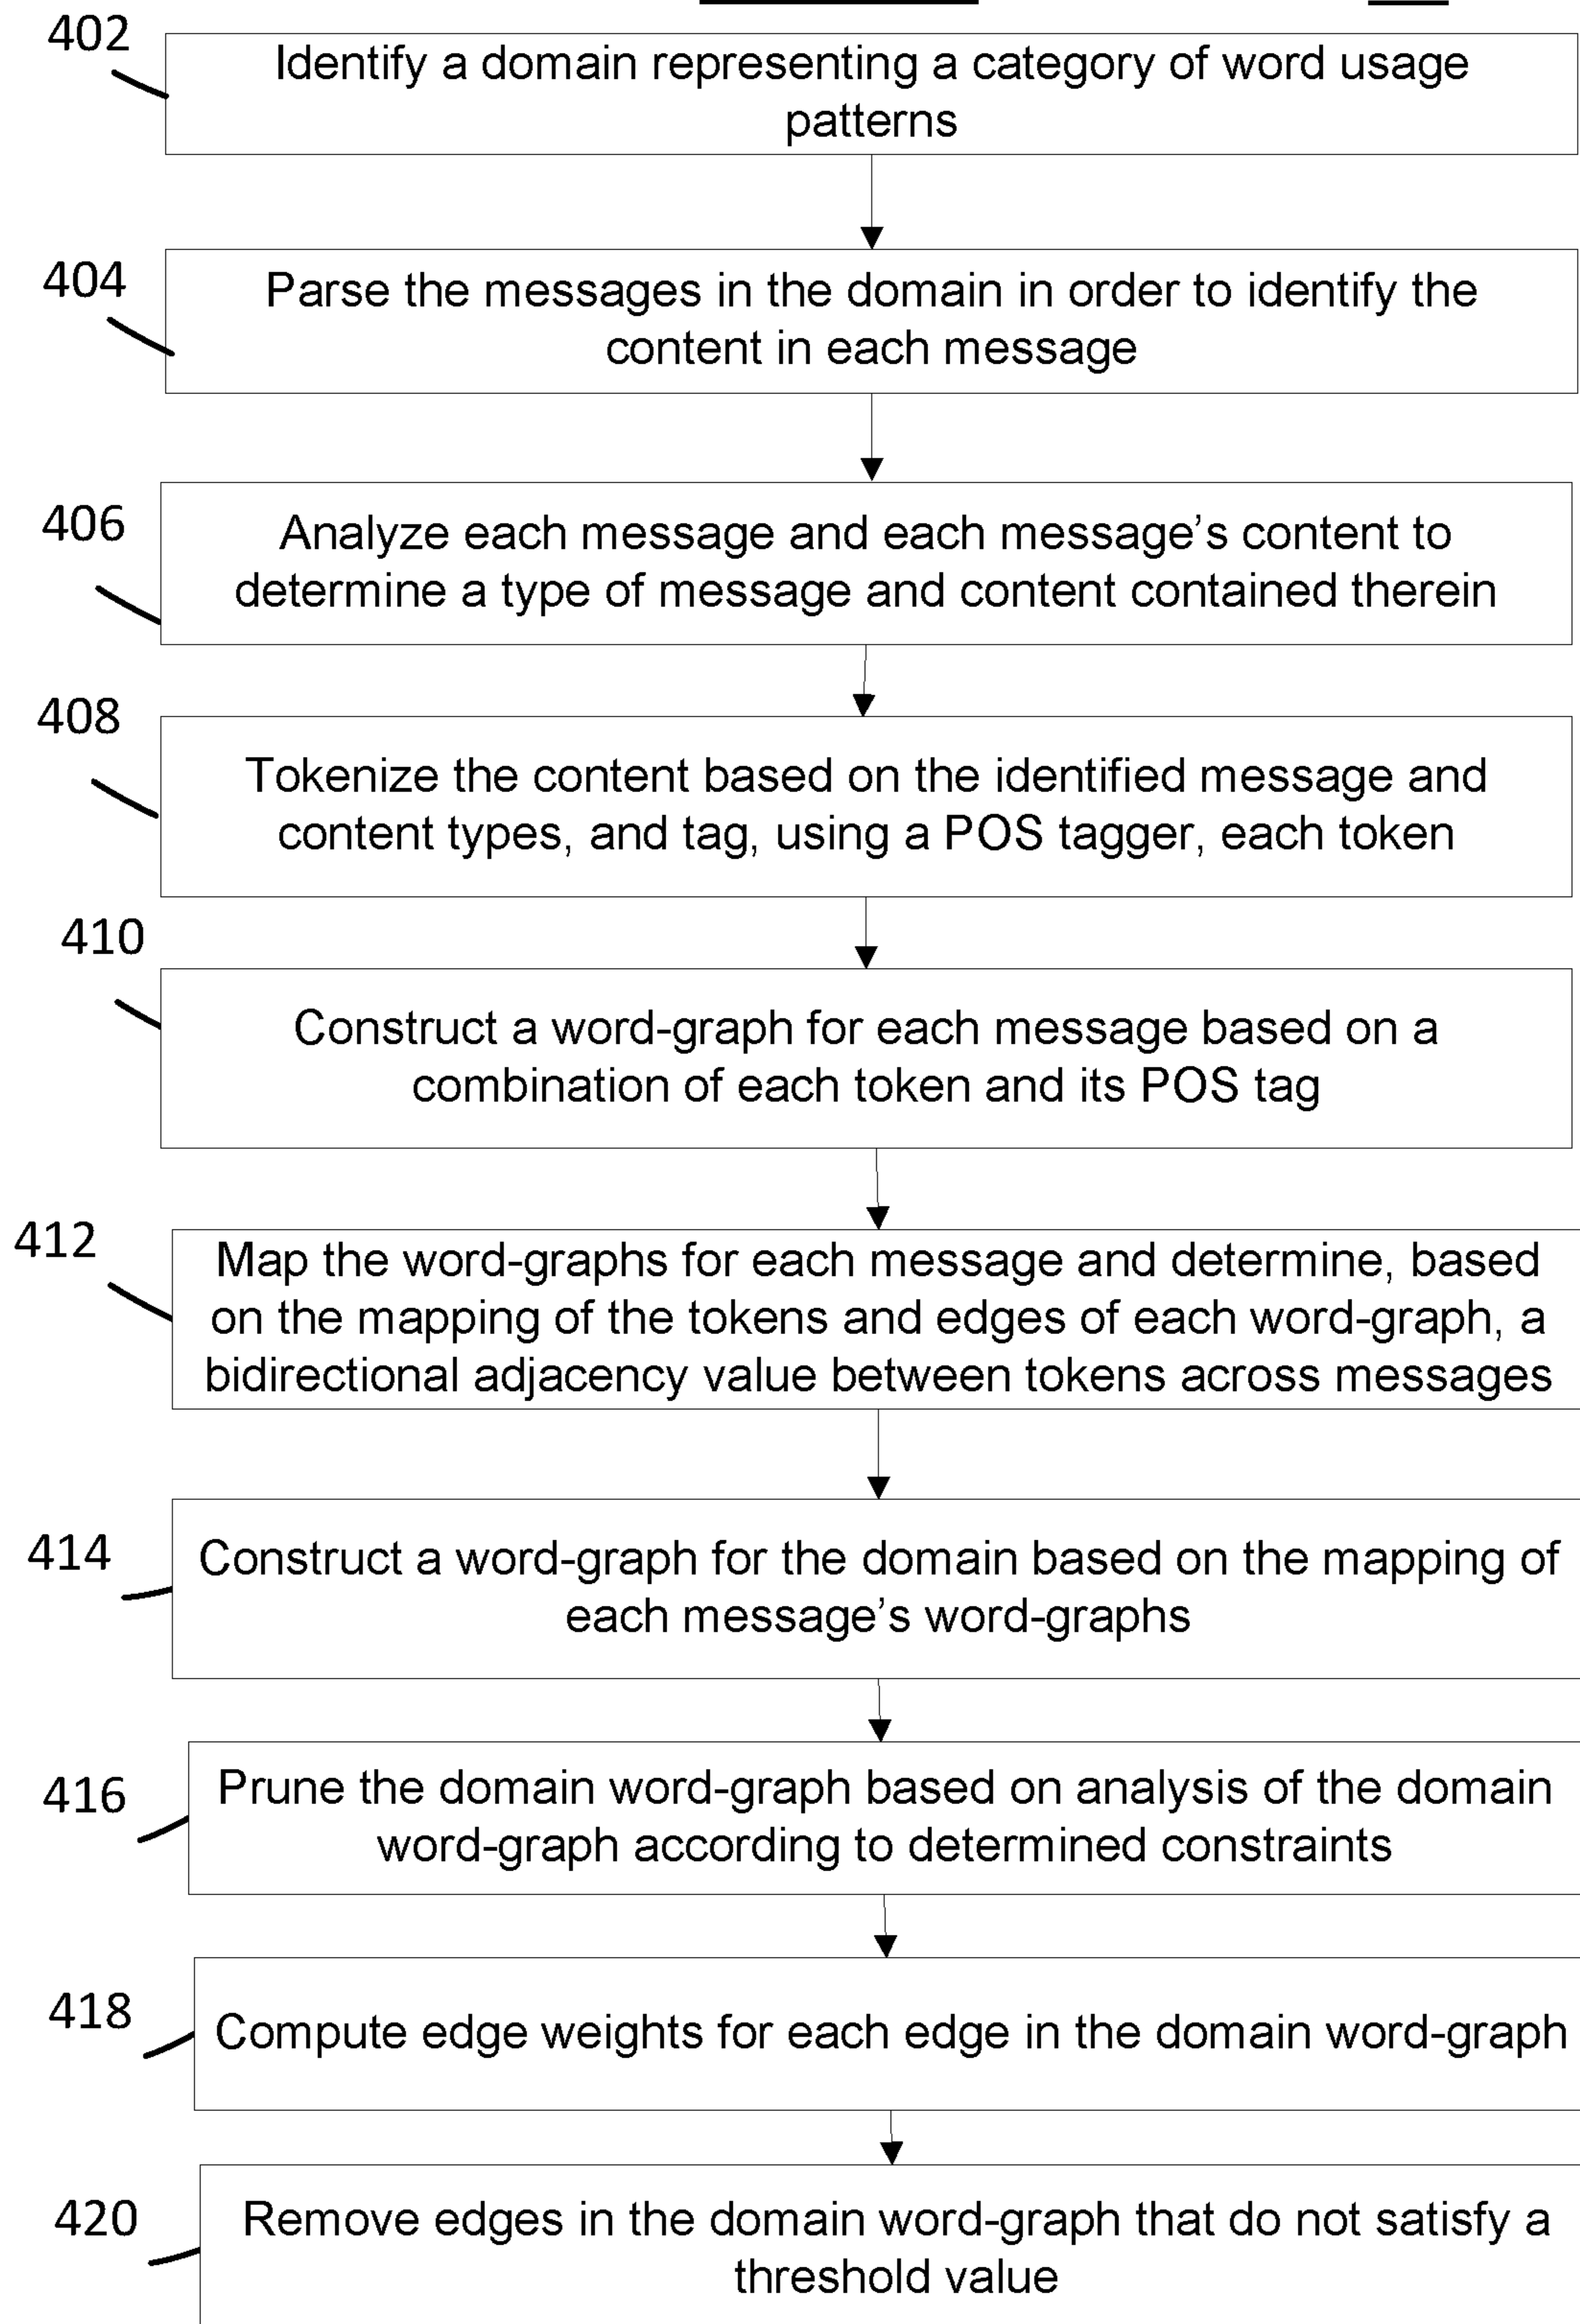 402
Identify a domain representing a category of word usage
patterns
404
Parse the messages in the domain in order to identify the
content in each message
406
Analyze each message and each message's content to
determine a type of message and content contained therein
408
Tokenize the content based on the identified message and
content types, and tag, using a POS tagger, each token
410
Construct a word-graph for each message based on a
combination of each token and its POS tag
412
Map the word-graphs for each message and determine, based
on the mapping of the tokens and edges of each word-graph, a
bidirectional adjacency value between tokens across messages
414
Construct a word-graph for the domain based on the mapping of
each message's word-graphs
416
Prune the domain word-graph based on analysis of the domain
word-graph according to determined constraints
418
Compute edge weights for each edge in the domain word-graph
420
Remove edges in the domain word-graph that do not satisfy a
threshold value